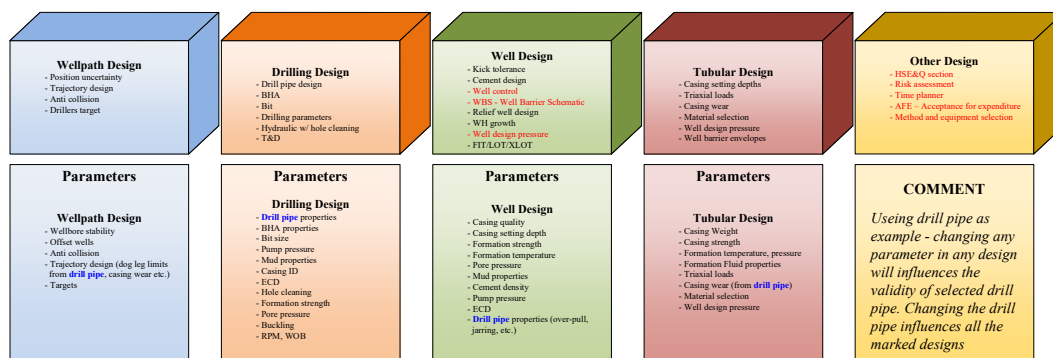 Wellpath Design
- Position uncertainty
- Trajectory design
- Anti collision
- Drillers target
Drilling Design
- Drill pipe design
- BHA
- Bit
- Drilling parameters
- Hydraulic w/ hole cleaning
- T&D
Well Design
- Kick tolerance
- Cement design
- Well control
- WBS - Well Barrier Schematic
- Relief well design
- WH growth
- Well design pressure
- FIT/LOT/XLOT
Tubular Design
- Casing setting depths
- Triaxial loads
- Casing wear
- Material selection
- Well design pressure
- Well barrier envelopes
Other Design
- HSE&Q section
- Risk assessment
- Time planner
- AFE – Acceptance for expenditure
- Method and equipment selection
Parameters
Wellpath Design
- Wellbore stability
- Offset wells
- Anti collision
- Trajectory design (dog leg limits
from drill pipe, casing wear etc.)
- Targets
Parameters
Drilling Design
- Drill pipe properties
- BHA properties
- Bit size
- Pump pressure
- Mud properties
- Casing ID
- ECD
- Hole cleaning
- Formation strength
- Pore pressure
- Buckling
- RPM, WOB
Parameters
Well Design
- Casing quality
- Casing setting depth
- Formation strength
- Formation temperature
- Pore pressure
- Mud properties
- Cement density
- Pump pressure
- ECD
- Drill pipe properties (over-pull,
jarring, etc.)
Parameters
Tubular Design
- Casing Weight
- Casing strength
- Formation temperature, pressure
- Formation Fluid properties
- Triaxial loads
- Casing wear (from drill pipe)
- Material selection
- Well design pressure
COMMENT
Useing drill pipe as
example - changing any
parameter in any design
will influences the
validity of selected drill
pipe. Changing the drill
pipe influences all the
marked designs